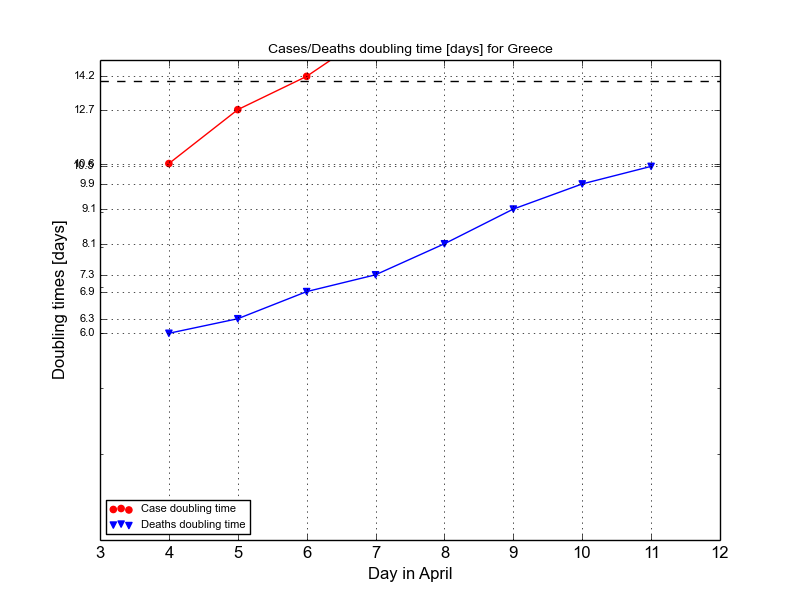 Cases/Deaths doubling time [days] for Greece
14.2
12.7
10.6
9.9
9.1
8.1
7.3
6.9
6.3
6.0
Doubling times [days]
Case doubling time
Deaths doubling time
3 4 5 6 7 8 9 10 11 12
Day in April